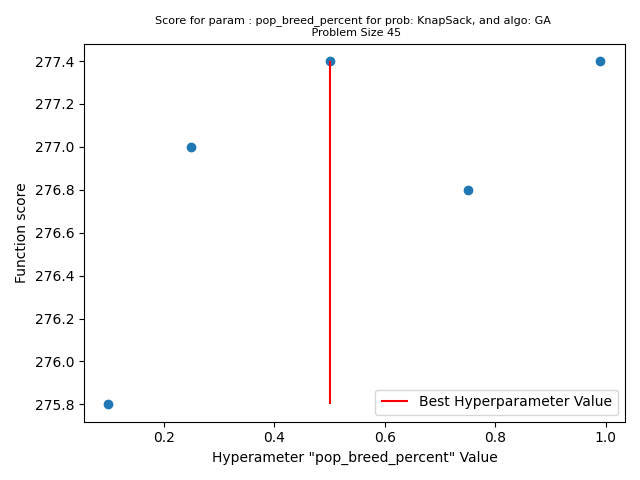 Score for param : pop_breed_percent for prob: KnapSack, and algo: GA
Problem Size 45
277.4
277.2
277.0
276.8
276.6
276.4
276.2
276.0
275.8
Function score
Best Hyperparameter Value
0.2
0.4
0.6
0.8
1.0
Hyperameter "pop_breed_percent" Value